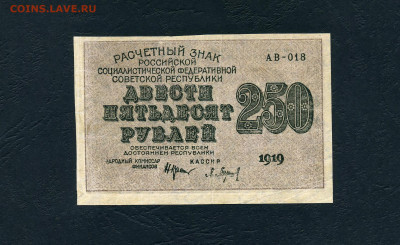 COINS.LAVE.RU
РАСЧЕТНЫЙ ЗНАК
РОССИЙСКОЙ
СОЦИАЛИСТИЧЕСКОЙ ФЕДЕРАТИВНОЙ
СОВЕТСКОЙ РЕСПУБЛИКИ
АВ-018
ДВЕСТИ
ПЯТЬДЕСЯТ
РУБЛЕЙ
250
ОБЕСПЕЧИВАЕТСЯ ВСЕМ
ДОСТОЯНИЕМ РЕСПУБЛИКИ
НАРОДНЫЙ КОМИССАР
ФИНАНСОВ
КАССИР
1919